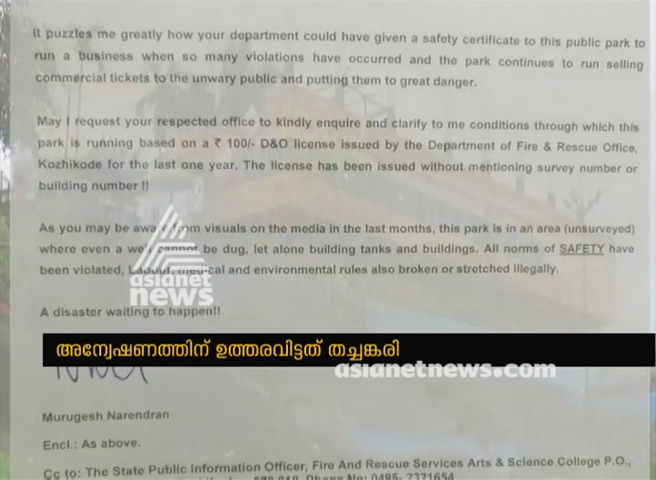 It puzzles me greatly how your department could have given a safety certificate to this public park to
run a business when so many violations have occurred and the park continues to run selling
commercial tickets to the unwary public and putting them to great danger.
May I request your respected office to kindly enquire and clarify to me conditions through which this
park is running based on a ₹ 100/- D&O license issued by the Department of Fire & Rescue Office,
Kozhikode for the last one year. The license has been issued without mentioning survey number or
building number !!
As you may be aware from visuals on the media in the last months, this park is in an area (unsurveyed)
where even a well cannot be dug, let alone building tanks and buildings. All norms of SAFETY have
been violated, Labour, medical and environmental rules also broken or stretched illegally.
asianet
news
A disaster waiting to happen!!
അന്വേഷണത്തിന് ഉത്തരവിട്ടത് തച്ചങ്കരി
asianetnews.com
Murugesh Narendran
Encl.: As above.
Cc to: The State Public Information Officer, Fire And Rescue Services Arts & Science College P.O.,
Phone No: 0495- 2321654